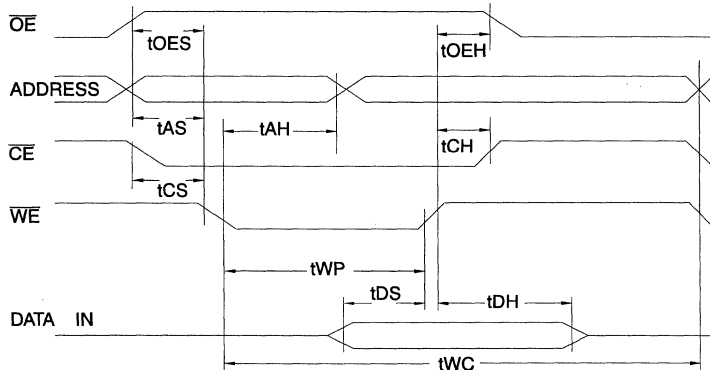 OE
tOES
tOEH
ADDRESS
tAS
tAH
tCH
CE
tCS
WE
tWP
tDS
tDH
DATA IN
tWC